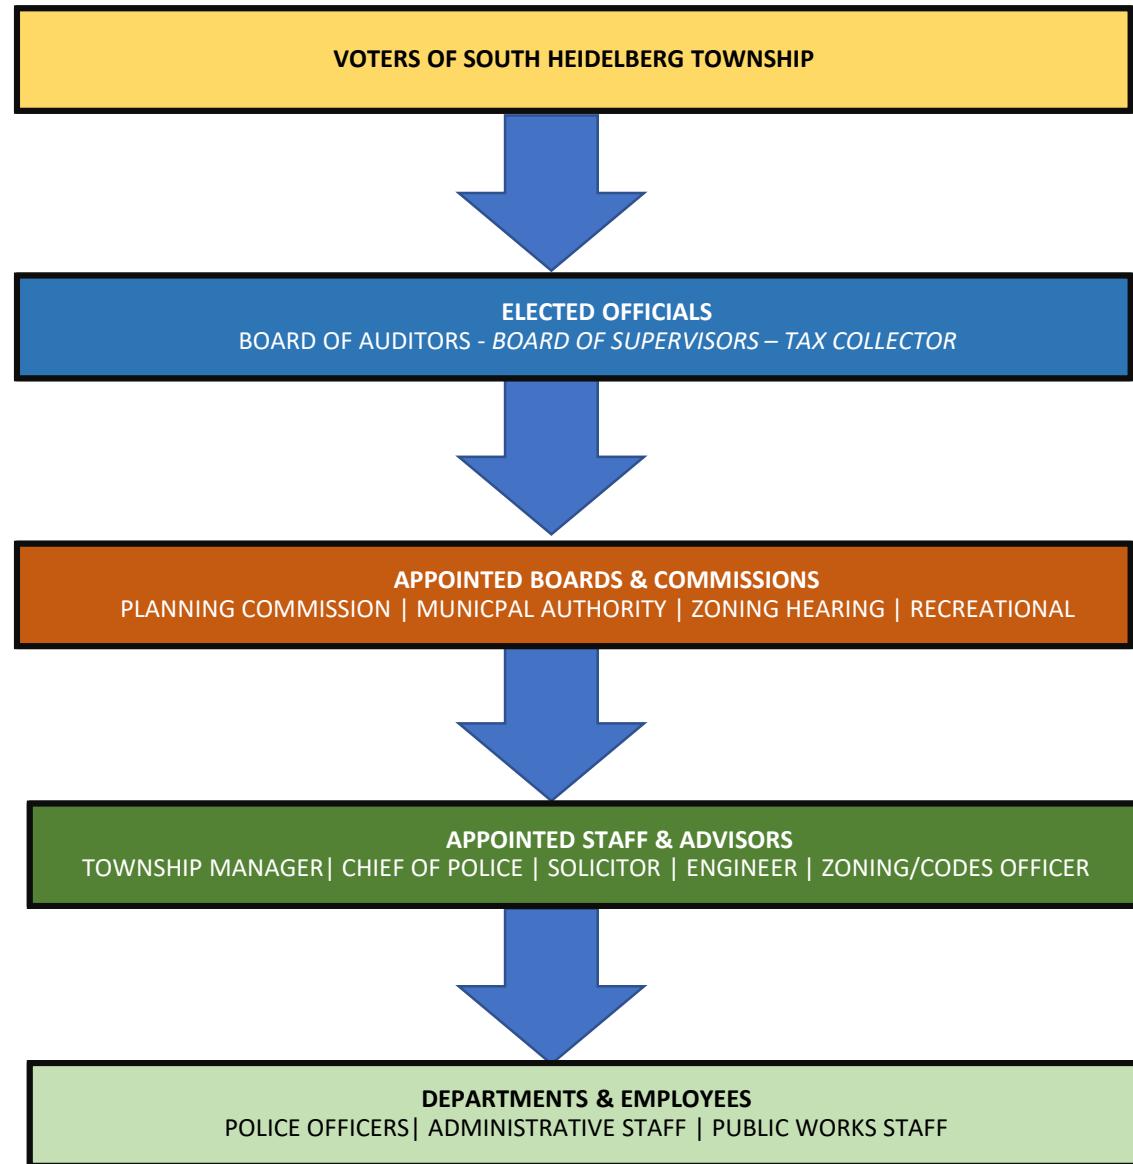 VOTERS OF SOUTH HEIDELBERG TOWNSHIP
ELECTED OFFICIALS
BOARD OF AUDITORS - BOARD OF SUPERVISORS – TAX COLLECTOR
APPOINTED BOARDS & COMMISSIONS
PLANNING COMMISSION | MUNICPAL AUTHORITY | ZONING HEARING | RECREATIONAL
APPOINTED STAFF & ADVISORS
TOWNSHIP MANAGER| CHIEF OF POLICE | SOLICITOR | ENGINEER | ZONING/CODES OFFICER
DEPARTMENTS & EMPLOYEES
POLICE OFFICERS| ADMINISTRATIVE STAFF | PUBLIC WORKS STAFF